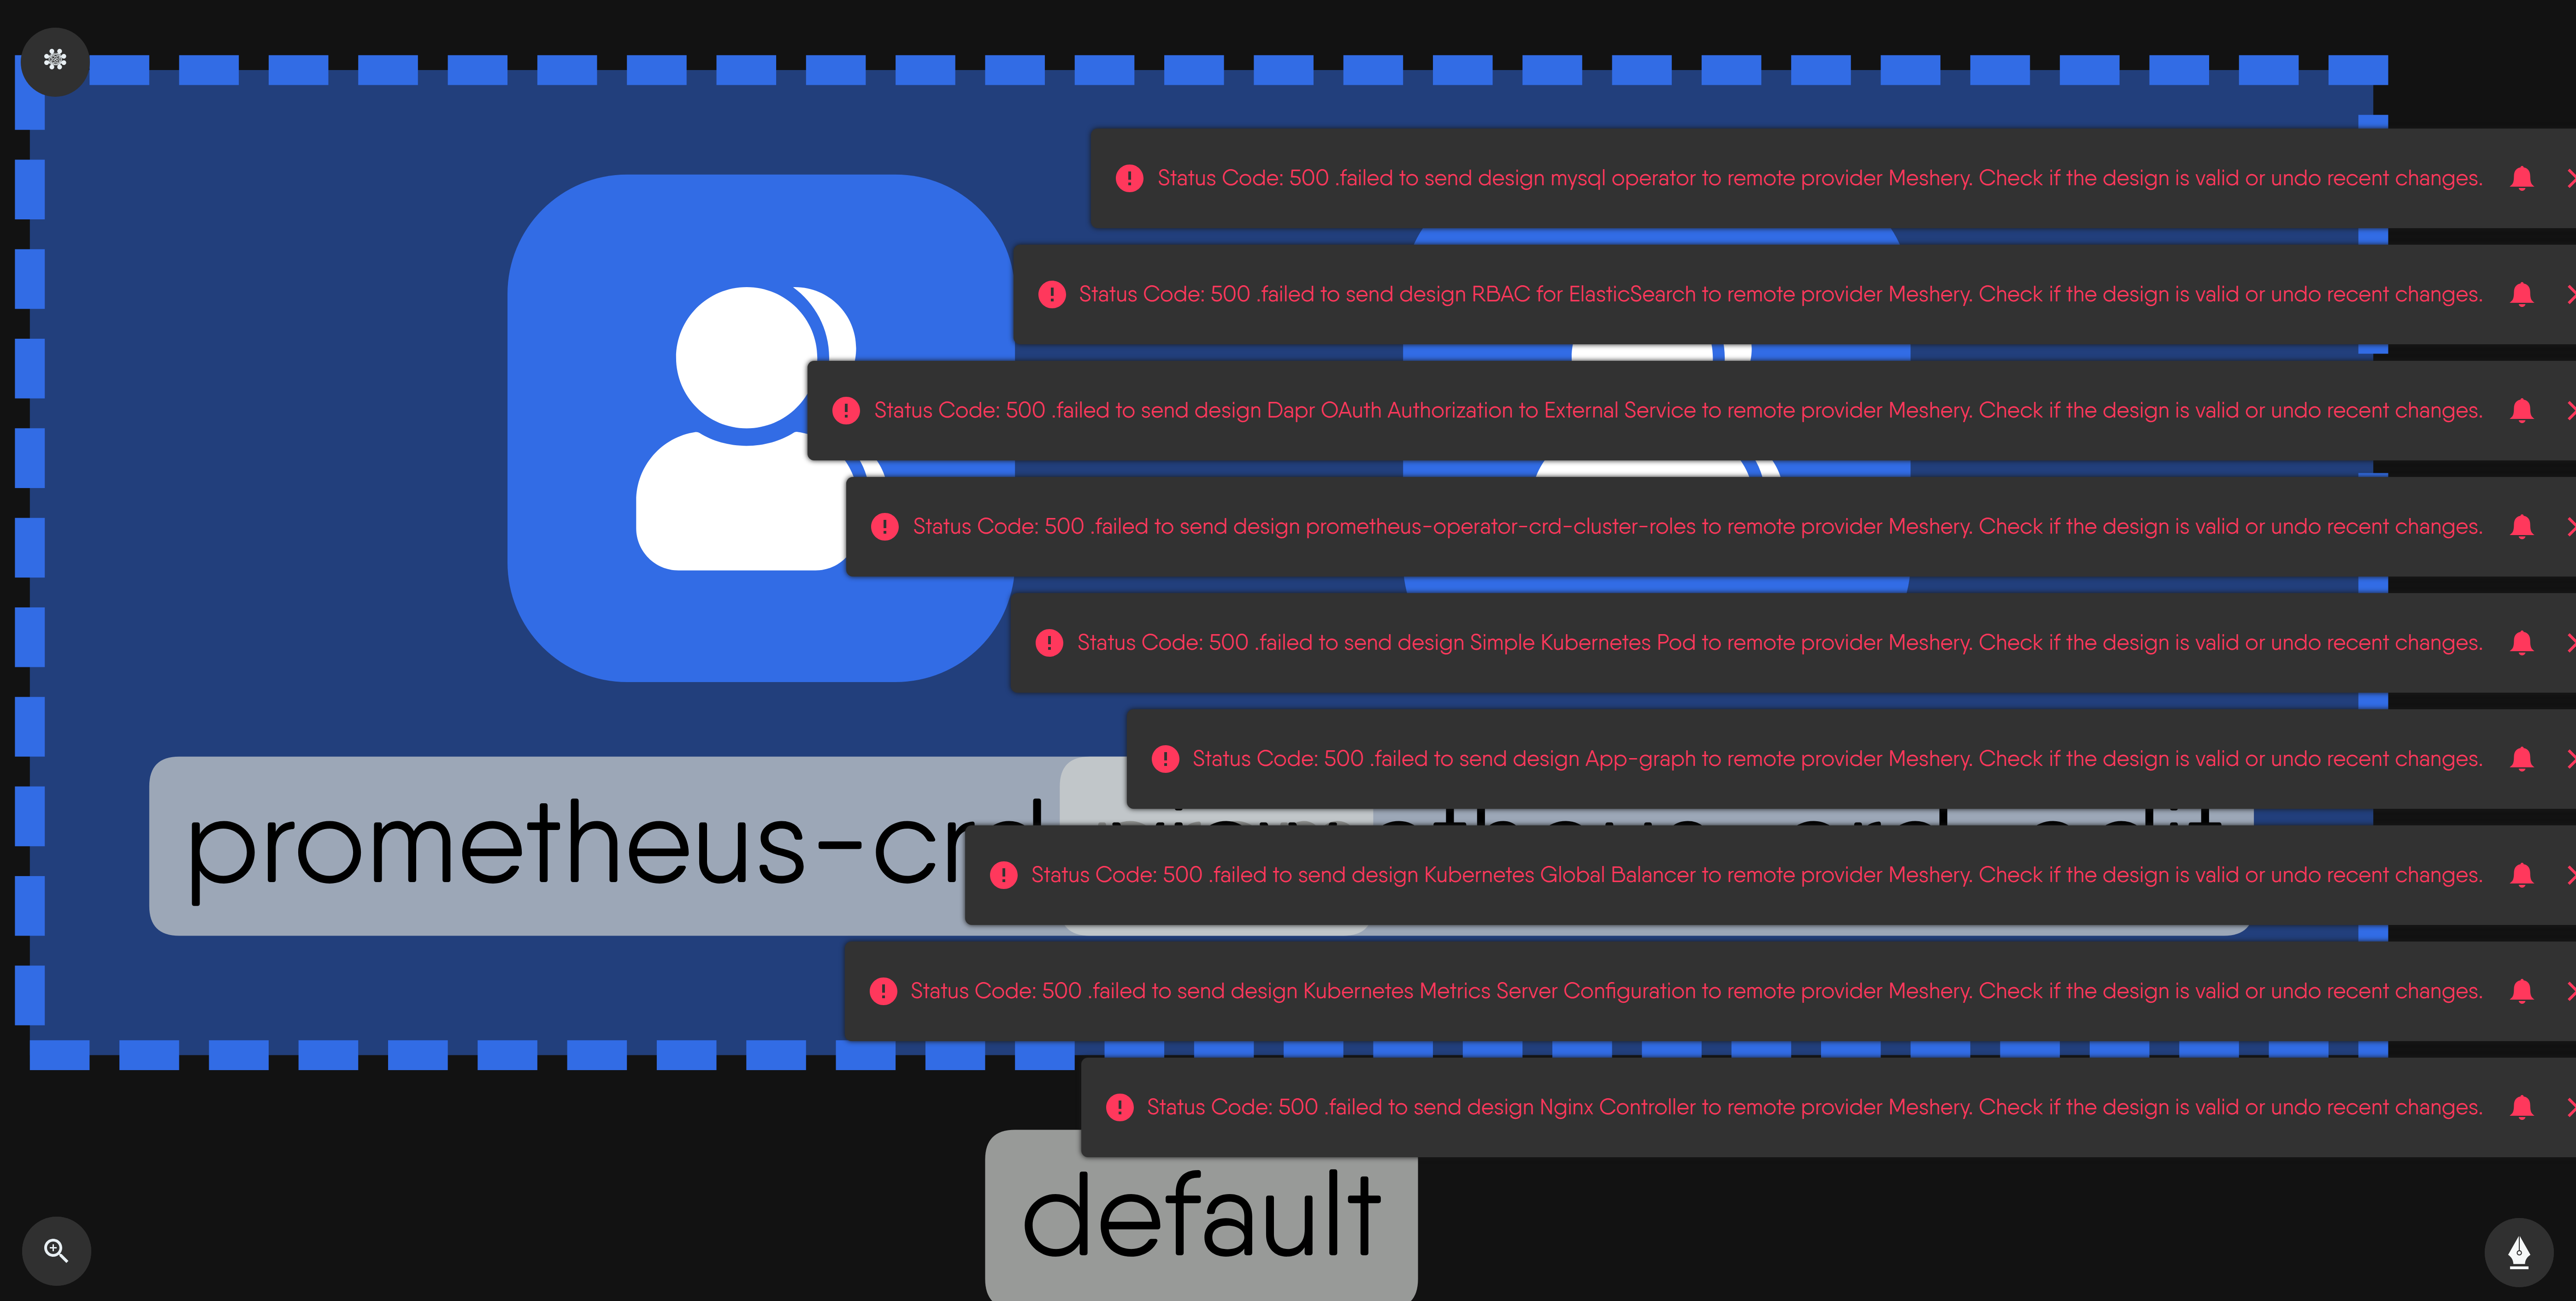 Status Code: 500 .failed to send design mysql operator to remote provider Meshery. Check if the design is valid or undo recent changes.
Status Code: 500 .failed to send design RBAC for ElasticSearch to remote provider Meshery. Check if the design is valid or undo recent changes.
Status Code: 500 .failed to send design Dapr OAuth Authorization to External Service to remote provider Meshery. Check if the design is valid or undo recent changes.
Status Code: 500 .failed to send design prometheus-operator-crd-cluster-roles to remote provider Meshery. Check if the design is valid or undo recent changes.
Status Code: 500 .failed to send design Simple Kubernetes Pod to remote provider Meshery. Check if the design is valid or undo recent changes.
Status Code: 500 .failed to send design App-graph to remote provider Meshery. Check if the design is valid or undo recent changes.
prometheus-crd
Status Code: 500 .failed to send design Kubernetes Global Balancer to remote provider Meshery. Check if the design is valid or undo recent changes.
Status Code: 500 .failed to send design Kubernetes Metrics Server Configuration to remote provider Meshery. Check if the design is valid or undo recent changes.
Status Code: 500 .failed to send design Nginx Controller to remote provider Meshery. Check if the design is valid or undo recent changes.
default